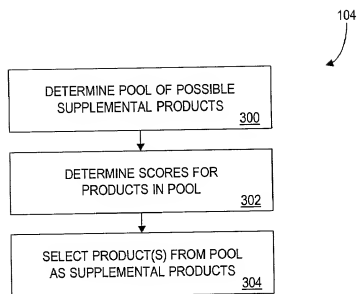 104
DETERMINE POOL OF POSSIBLE
SUPPLEMENTAL PRODUCTS
300
DETERMINE SCORES FOR
PRODUCTS IN POOL
302
SELECT PRODUCT(S) FROM POOL
AS SUPPLEMENTAL PRODUCTS
304